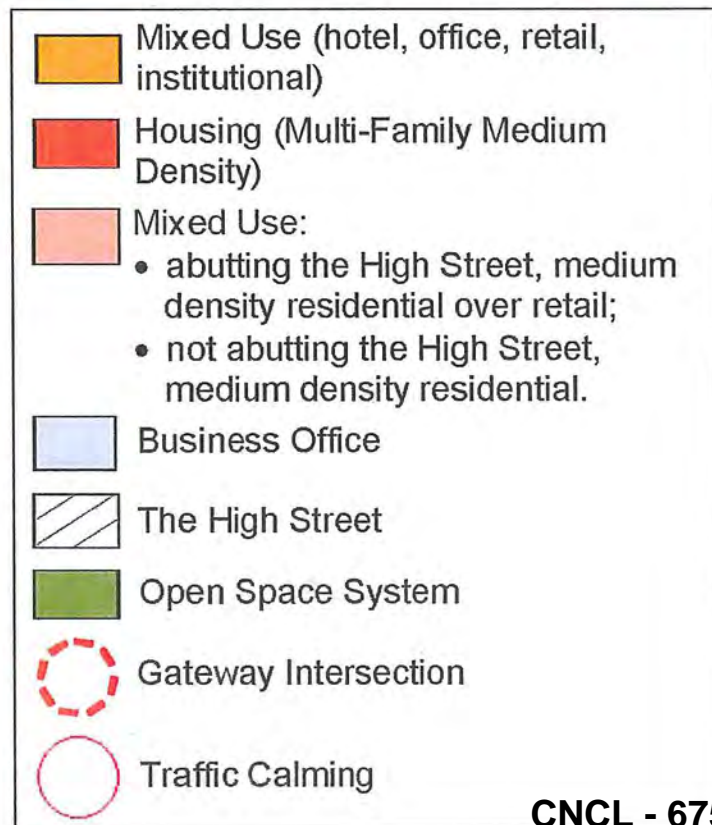 Mixed Use (hotel, office, retail,
institutional)
Housing (Multi-Family Medium
Density)
Mixed Use:
• abutting the High Street, medium
density residential over retail;
• not abutting the High Street,
medium density residential.
Business Office
The High Street
Open Space System
Gateway Intersection
Traffic Calming
CNCL - 675